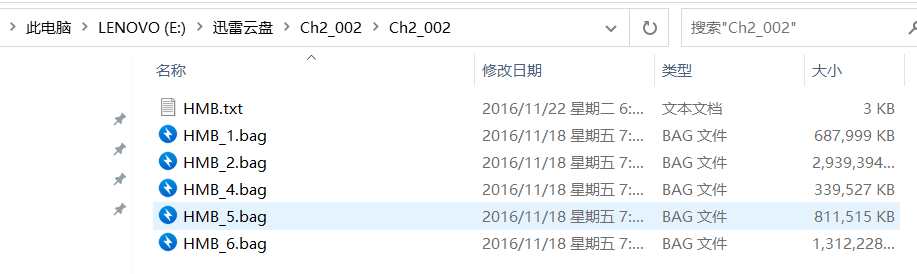 此电脑 > LENOVO (E:) > 迅雷云盘 > Ch2_002 > Ch2_002 搜索"Ch2_002"
名称 修改日期 类型 大小
HMB.txt 2016/11/22 星期二 6:... 文本文档 3 KB
HMB_1.bag 2016/11/18 星期五 7:... BAG 文件 687,999 KB
HMB_2.bag 2016/11/18 星期五 7:... BAG 文件 2,939,394...
HMB_4.bag 2016/11/18 星期五 7:... BAG 文件 339,527 KB
HMB_5.bag 2016/11/18 星期五 7:... BAG 文件 811,515 KB
HMB_6.bag 2016/11/18 星期五 7:... BAG 文件 1,312,228...